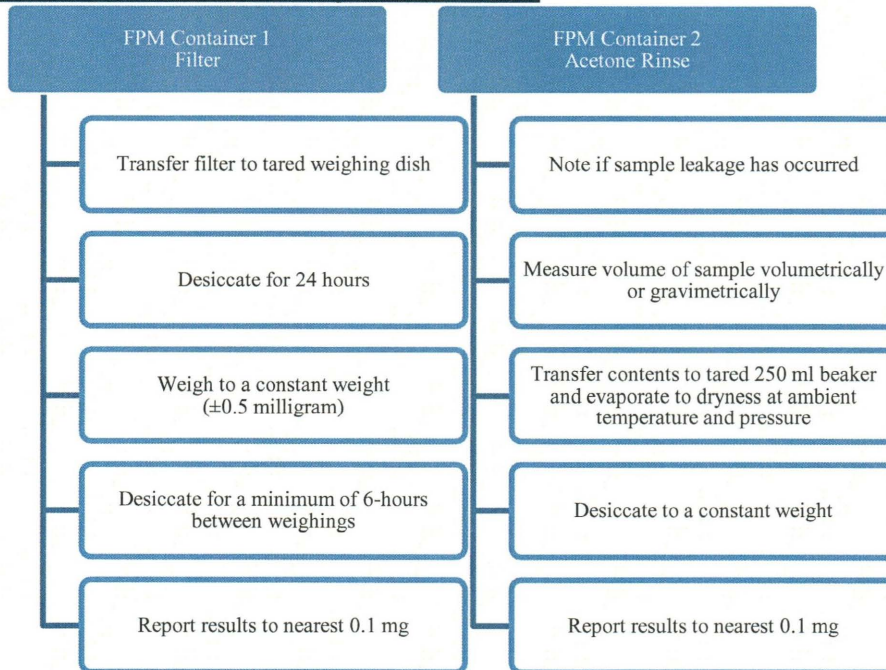 FPM Container 1
Filter
Transfer filter to tared weighing dish
Desiccate for 24 hours
Weigh to a constant weight
(±0.5 milligram)
Desiccate for a minimum of 6-hours
between weighings
Report results to nearest 0.1 mg
FPM Container 2
Acetone Rinse
Note if sample leakage has occurred
Measure volume of sample volumetrically
or gravimetrically
Transfer contents to tared 250 ml beaker
and evaporate to dryness at ambient
temperature and pressure
Desiccate to a constant weight
Report results to nearest 0.1 mg